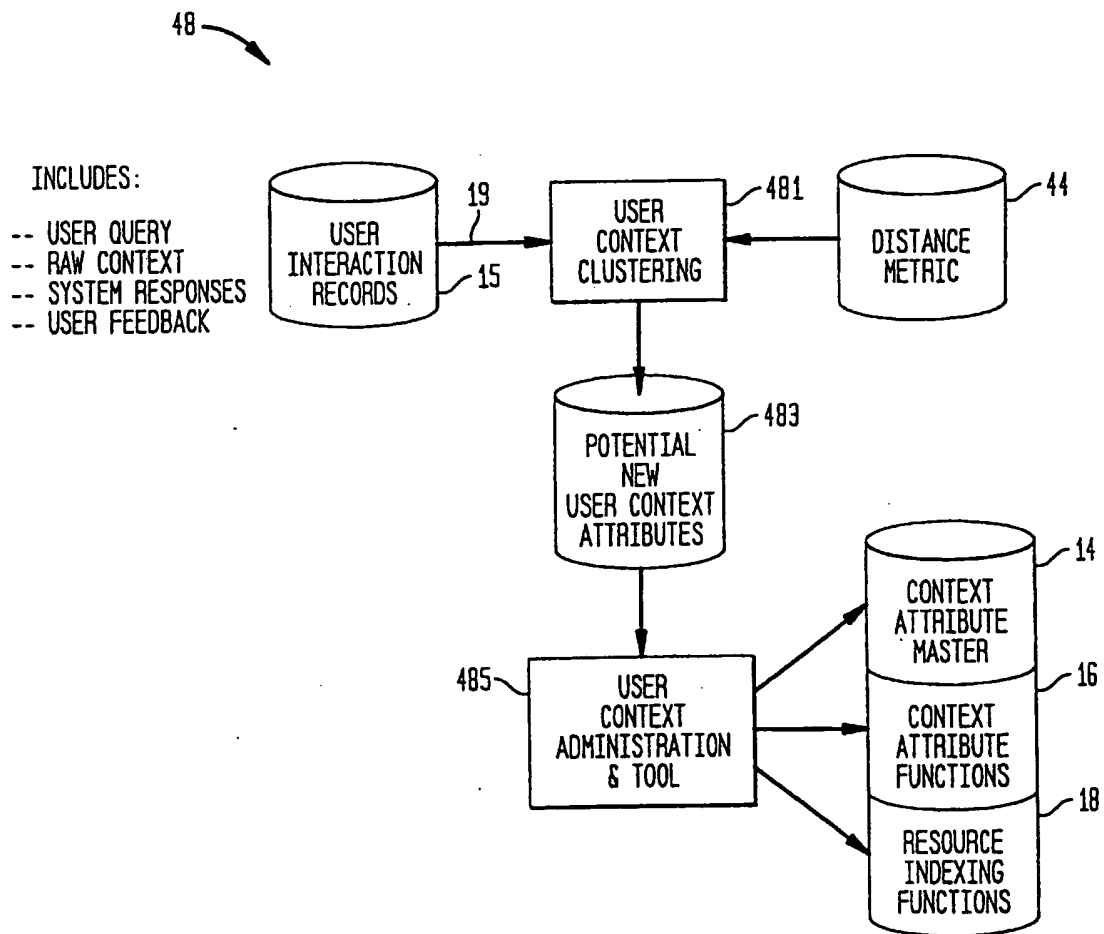 48
INCLUDES:
-- USER QUERY
-- RAW CONTEXT
-- SYSTEM RESPONSES
-- USER FEEDBACK
USER
INTERACTION
RECORDS
15
19
USER
CONTEXT
CLUSTERING
481
DISTANCE
METRIC
44
POTENTIAL
NEW
USER CONTEXT
ATTRIBUTES
483
485
USER
CONTEXT
ADMINISTRATION
& TOOL
CONTEXT
ATTRIBUTE
MASTER
14
CONTEXT
ATTRIBUTE
FUNCTIONS
16
RESOURCE
INDEXING
FUNCTIONS
18